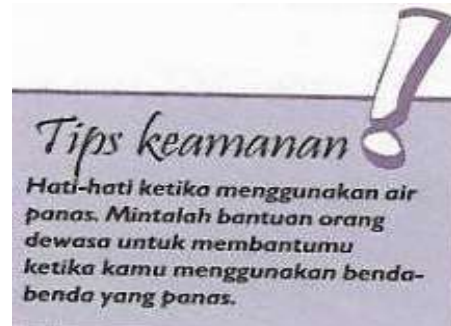 Tips keamanan!
Hati-hati ketika menggunakan air
panas. Mintalah bantuan orang
dewasa untuk membantumu
ketika kamu menggunakan benda-
benda yang panas.